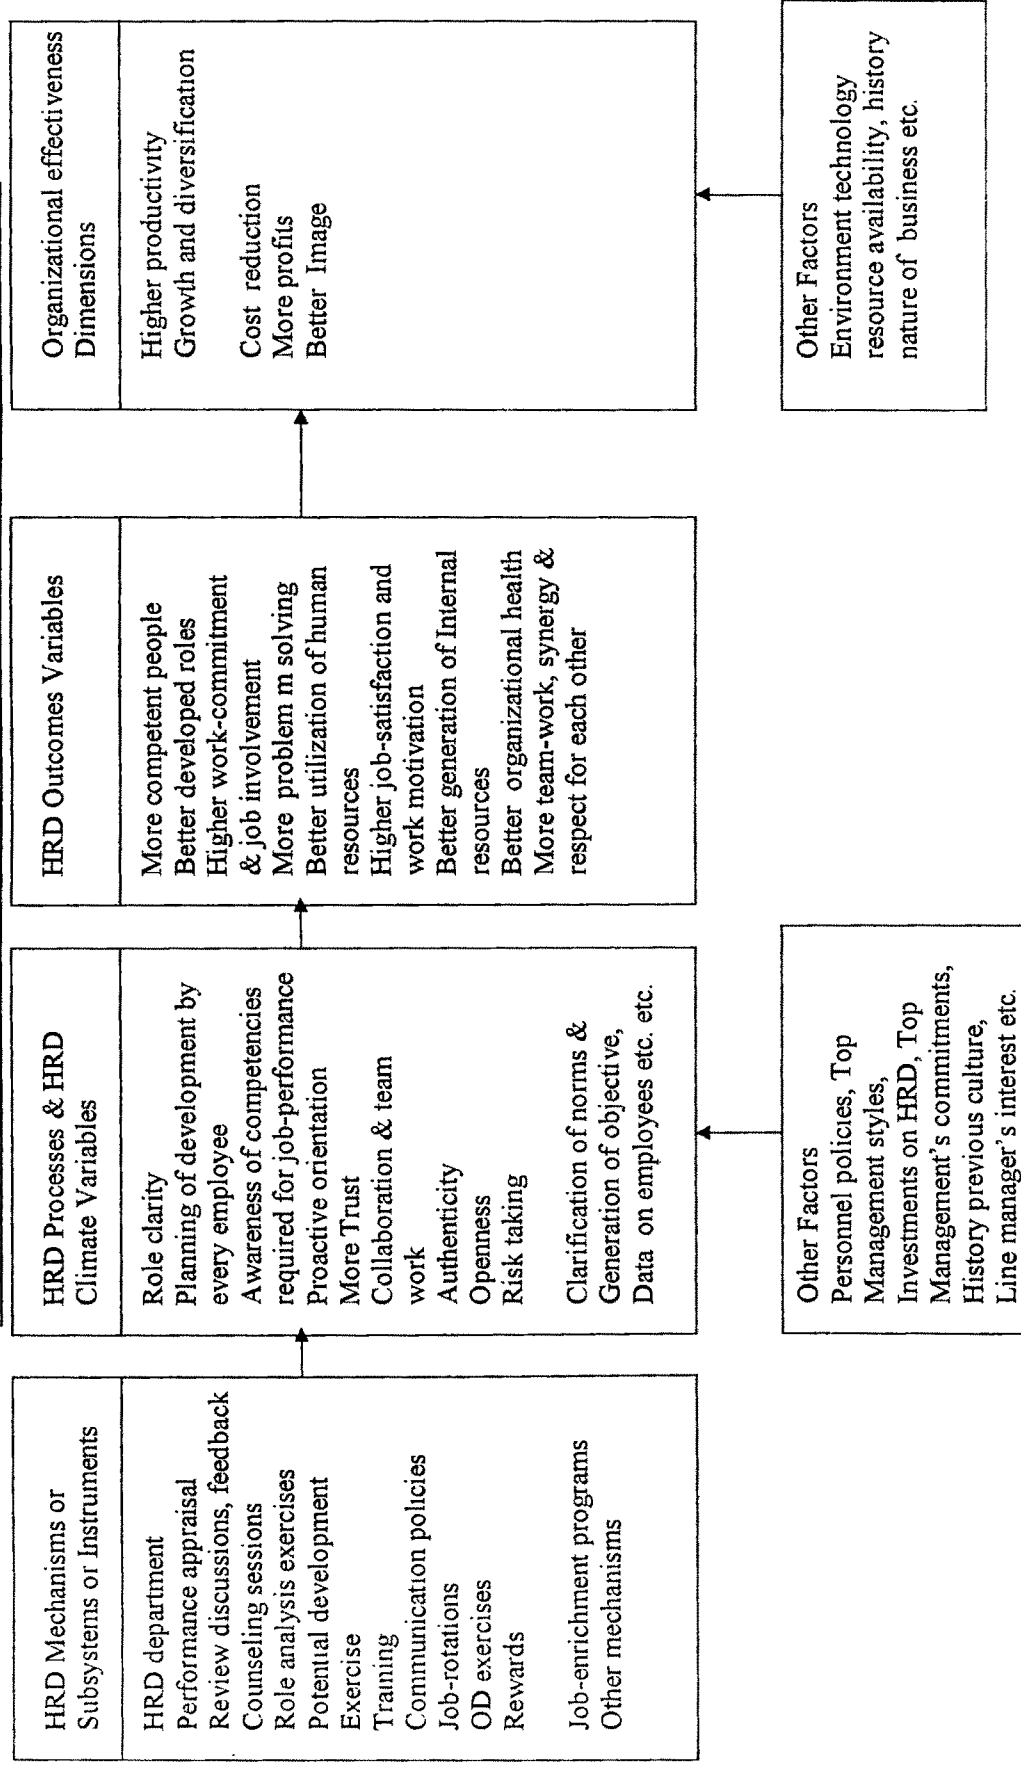 HRD Mechanisms or
Subsystems or Instruments
HRD department
Performance appraisal
Review discussions, feedback
Counseling sessions
Role analysis exercises
Potential development
Exercise
Training
Communication policies
Job-rotations
OD exercises
Rewards
Job-enrichment programs
Other mechanisms
HRD Processes & HRD
Climate Variables
Role clarity
Planning of development by
every employee
Awareness of competencies
required for job-performance
Proactive orientation
More Trust
Collaboration & team
work
Authenticity
Openness
Risk taking
Clarification of norms &
Generation of objective,
Data on employees etc. etc.
HRD Outcomes Variables
More competent people
Better developed roles
Higher work-commitment
& job involvement
More problem m solving
Better utilization of human
resources
Higher job-satisfaction and
work motivation
Better generation of Internal
resources
Better organizational health
More team-work, synergy &
respect for each other
Organizational effectiveness
Dimensions
Higher productivity
Growth and diversification
Cost reduction
More profits
Better Image
Other Factors
Personnel policies, Top
Management styles,
Investments on HRD, Top
Management's commitments,
History previous culture,
Line manager's interest etc.
Other Factors
Environment technology
resource availability, history
nature of business etc.